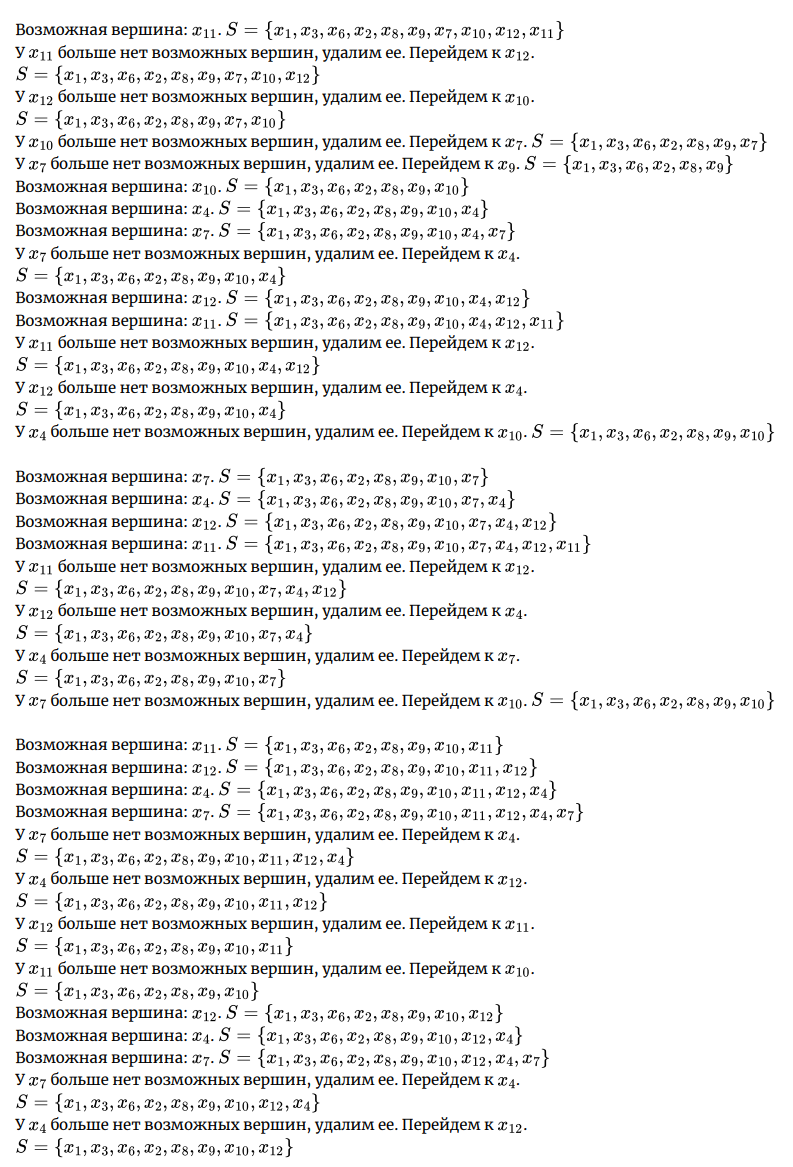 Возможная вершина: x₁₁. S = {x₁, x₃, x₆, x₂, x₈, x₉, x₇, x₁₀, x₁₂, x₁₁}
У x₁₁ больше нет возможных вершин, удалим ее. Перейдем к x₁₂.
S = {x₁, x₃, x₆, x₂, x₈, x₉, x₇, x₁₀, x₁₂}
У x₁₂ больше нет возможных вершин, удалим ее. Перейдем к x₁₀.
S = {x₁, x₃, x₆, x₂, x₈, x₉, x₇, x₁₀}
У x₁₀ больше нет возможных вершин, удалим ее. Перейдем к x₇. S = {x₁, x₃, x₆, x₂, x₈, x₉, x₇}
У x₇ больше нет возможных вершин, удалим ее. Перейдем к x₉. S = {x₁, x₃, x₆, x₂, x₈, x₉}
Возможная вершина: x₁₀. S = {x₁, x₃, x₆, x₂, x₈, x₉, x₁₀}
Возможная вершина: x₄. S = {x₁, x₃, x₆, x₂, x₈, x₉, x₁₀, x₄}
Возможная вершина: x₇. S = {x₁, x₃, x₆, x₂, x₈, x₉, x₁₀, x₄, x₇}
У x₇ больше нет возможных вершин, удалим ее. Перейдем к x₄.
S = {x₁, x₃, x₆, x₂, x₈, x₉, x₁₀, x₄}
Возможная вершина: x₁₂. S = {x₁, x₃, x₆, x₂, x₈, x₉, x₁₀, x₄, x₁₂}
Возможная вершина: x₁₁. S = {x₁, x₃, x₆, x₂, x₈, x₉, x₁₀, x₄, x₁₂, x₁₁}
У x₁₁ больше нет возможных вершин, удалим ее. Перейдем к x₁₂.
S = {x₁, x₃, x₆, x₂, x₈, x₉, x₁₀, x₄, x₁₂}
У x₁₂ больше нет возможных вершин, удалим ее. Перейдем к x₄.
S = {x₁, x₃, x₆, x₂, x₈, x₉, x₁₀, x₄}
У x₄ больше нет возможных вершин, удалим ее. Перейдем к x₁₀. S = {x₁, x₃, x₆, x₂, x₈, x₉, x₁₀}
Возможная вершина: x₇. S = {x₁, x₃, x₆, x₂, x₈, x₉, x₁₀, x₇}
Возможная вершина: x₄. S = {x₁, x₃, x₆, x₂, x₈, x₉, x₁₀, x₇, x₄}
Возможная вершина: x₁₂. S = {x₁, x₃, x₆, x₂, x₈, x₉, x₁₀, x₇, x₄, x₁₂}
Возможная вершина: x₁₁. S = {x₁, x₃, x₆, x₂, x₈, x₉, x₁₀, x₇, x₄, x₁₂, x₁₁}
У x₁₁ больше нет возможных вершин, удалим ее. Перейдем к x₁₂.
S = {x₁, x₃, x₆, x₂, x₈, x₉, x₁₀, x₇, x₄, x₁₂}
У x₁₂ больше нет возможных вершин, удалим ее. Перейдем к x₄.
S = {x₁, x₃, x₆, x₂, x₈, x₉, x₁₀, x₇, x₄}
У x₄ больше нет возможных вершин, удалим ее. Перейдем к x₇.
S = {x₁, x₃, x₆, x₂, x₈, x₉, x₁₀, x₇}
У x₇ больше нет возможных вершин, удалим ее. Перейдем к x₁₀. S = {x₁, x₃, x₆, x₂, x₈, x₉, x₁₀}
Возможная вершина: x₁₁. S = {x₁, x₃, x₆, x₂, x₈, x₉, x₁₀, x₁₁}
Возможная вершина: x₁₂. S = {x₁, x₃, x₆, x₂, x₈, x₉, x₁₀, x₁₁, x₁₂}
Возможная вершина: x₄. S = {x₁, x₃, x₆, x₂, x₈, x₉, x₁₀, x₁₁, x₁₂, x₄}
Возможная вершина: x₇. S = {x₁, x₃, x₆, x₂, x₈, x₉, x₁₀, x₁₁, x₁₂, x₄, x₇}
У x₇ больше нет возможных вершин, удалим ее. Перейдем к x₄.
S = {x₁, x₃, x₆, x₂, x₈, x₉, x₁₀, x₁₁, x₁₂, x₄}
У x₄ больше нет возможных вершин, удалим ее. Перейдем к x₁₂.
S = {x₁, x₃, x₆, x₂, x₈, x₉, x₁₀, x₁₁, x₁₂}
У x₁₂ больше нет возможных вершин, удалим ее. Перейдем к x₁₁.
S = {x₁, x₃, x₆, x₂, x₈, x₉, x₁₀, x₁₁}
У x₁₁ больше нет возможных вершин, удалим ее. Перейдем к x₁₀.
S = {x₁, x₃, x₆, x₂, x₈, x₉, x₁₀}
Возможная вершина: x₁₂. S = {x₁, x₃, x₆, x₂, x₈, x₉, x₁₀, x₁₂}
Возможная вершина: x₄. S = {x₁, x₃, x₆, x₂, x₈, x₉, x₁₀, x₁₂, x₄}
Возможная вершина: x₇. S = {x₁, x₃, x₆, x₂, x₈, x₉, x₁₀, x₁₂, x₄, x₇}
У x₇ больше нет возможных вершин, удалим ее. Перейдем к x₄.
S = {x₁, x₃, x₆, x₂, x₈, x₉, x₁₀, x₁₂, x₄}
У x₄ больше нет возможных вершин, удалим ее. Перейдем к x₁₂.
S = {x₁, x₃, x₆, x₂, x₈, x₉, x₁₀, x₁₂}